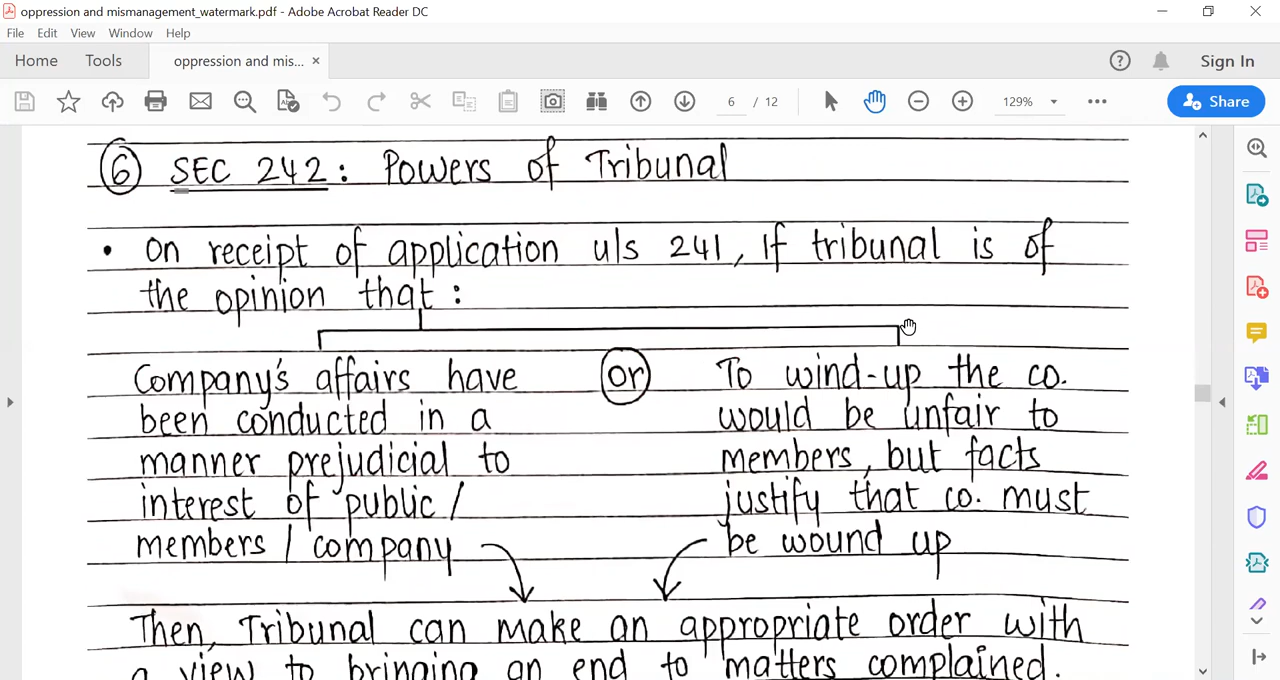 oppression and mismanagement_watermark.pdf - Adobe Acrobat Reader DC
File Edit View Window Help
Home Tools oppression and mis... × Sign In
6 / 12 129% Share
6 SEC 242: Powers of Tribunal
• On receipt of application u/s 241, if tribunal is of
the opinion that:
Company's affairs have
been conducted in a
manner prejudicial to
interest of public /
members / company
or
To wind-up the co.
would be unfair to
members, but facts
justify that co. must
be wound up
Then, Tribunal can make an appropriate order with
a view to bringing an end to matters complained.